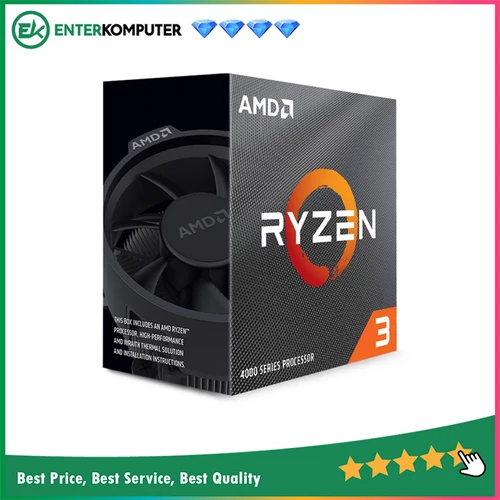 EK ENTERKOMPUTER
AMD
AMD
AMD
RYZEN
THIS BOX INCLUDES AN AMD RYZEN™
PROCESSOR, HIGH-PERFORMANCE
AMD WRAITH THERMAL SOLUTION
AND INSTALLATION INSTRUCTIONS.
3
4000 SERIES PROCESSOR
Best Price, Best Service, Best Quality